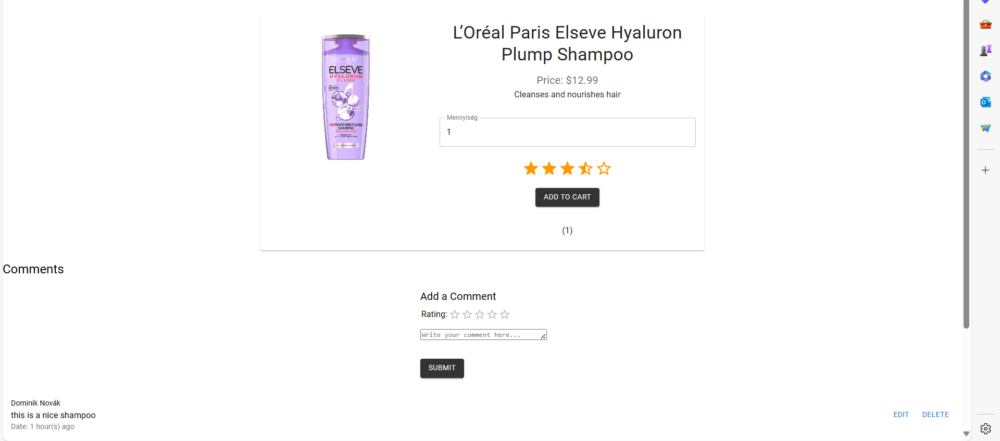 L’Oréal Paris Elseve Hyaluron
Plump Shampoo
Price: $12.99
Cleanses and nourishes hair
Mennyiség
1
ADD TO CART
(1)
L'ORÉAL
ELSEVE
HYALURON
PLUMP
72H MOISTURE FILLING
SHAMPOO
Comments
Add a Comment
Rating:
Write your comment here...
SUBMIT
Dominik Novák
this is a nice shampoo
Date: 1 hour(s) ago
EDIT DELETE